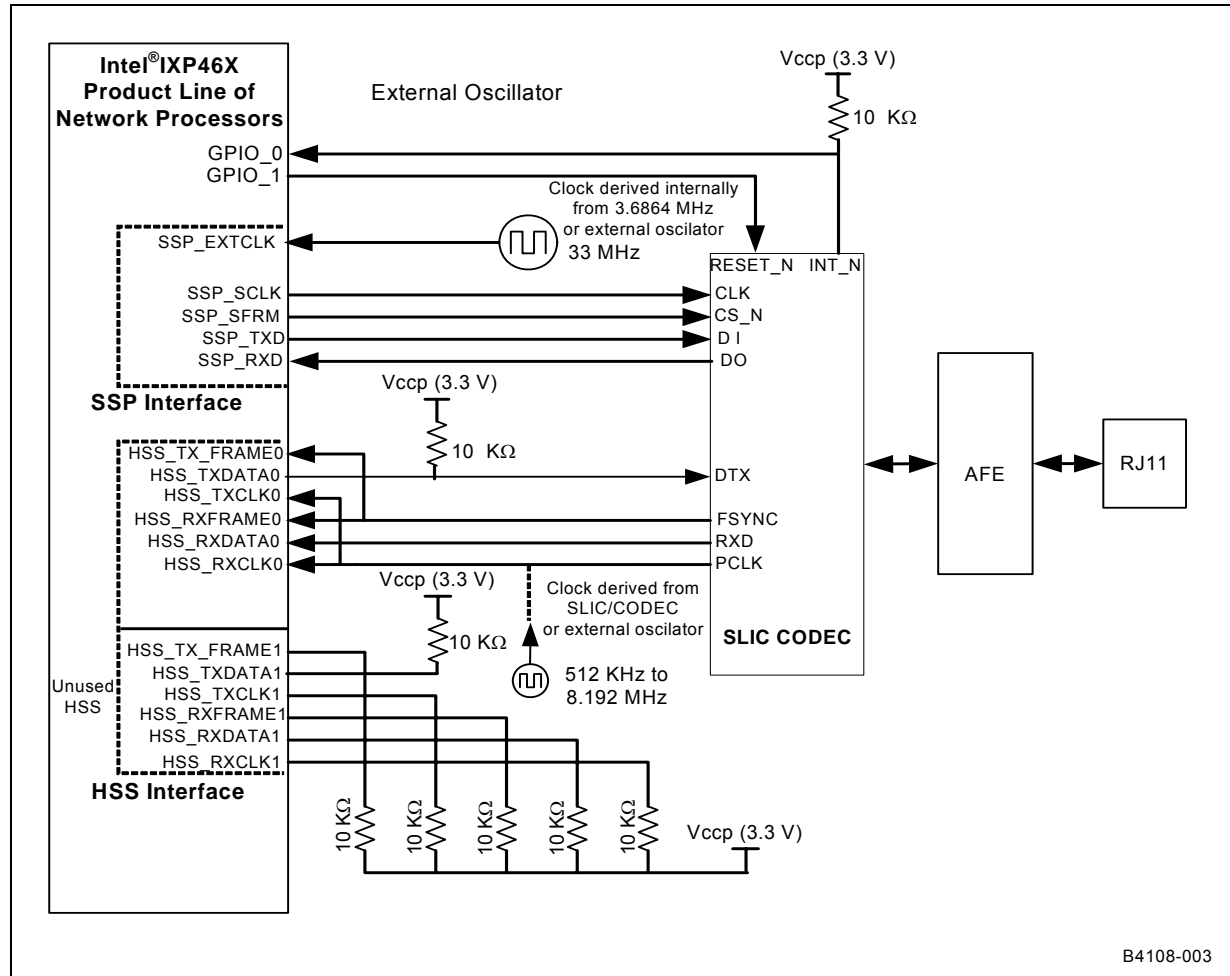 Intel®IXP46X
Product Line of
Network Processors
External Oscillator
Vccp (3.3 V)
10 KΩ
GPIO_0
GPIO_1
Clock derived internally
from 3.6864 MHz
or external oscilator
33 MHz
SSP_EXTCLK
RESET_N INT_N
SSP_SCLK
CLK
SSP_SFRM
CS_N
SSP_TXD
D I
SSP_RXD
DO
SSP Interface
Vccp (3.3 V)
10 KΩ
HSS_TX_FRAME0
HSS_TXDATA0
DTX
HSS_TXCLK0
HSS_RXFRAME0
FSYNC
HSS_RXDATA0
RXD
HSS_RXCLK0
PCLK
AFE
RJ11
Vccp (3.3 V)
10 KΩ
Clock derived from
SLIC/CODEC
or external oscilator
512 KHz to
8.192 MHz
SLIC CODEC
HSS_TX_FRAME1
HSS_TXDATA1
Unused
HSS
HSS_TXCLK1
HSS_RXFRAME1
HSS_RXDATA1
HSS_RXCLK1
HSS Interface
10 KΩ
10 KΩ
10 KΩ
10 KΩ
10 KΩ
Vccp (3.3 V)
B4108-003